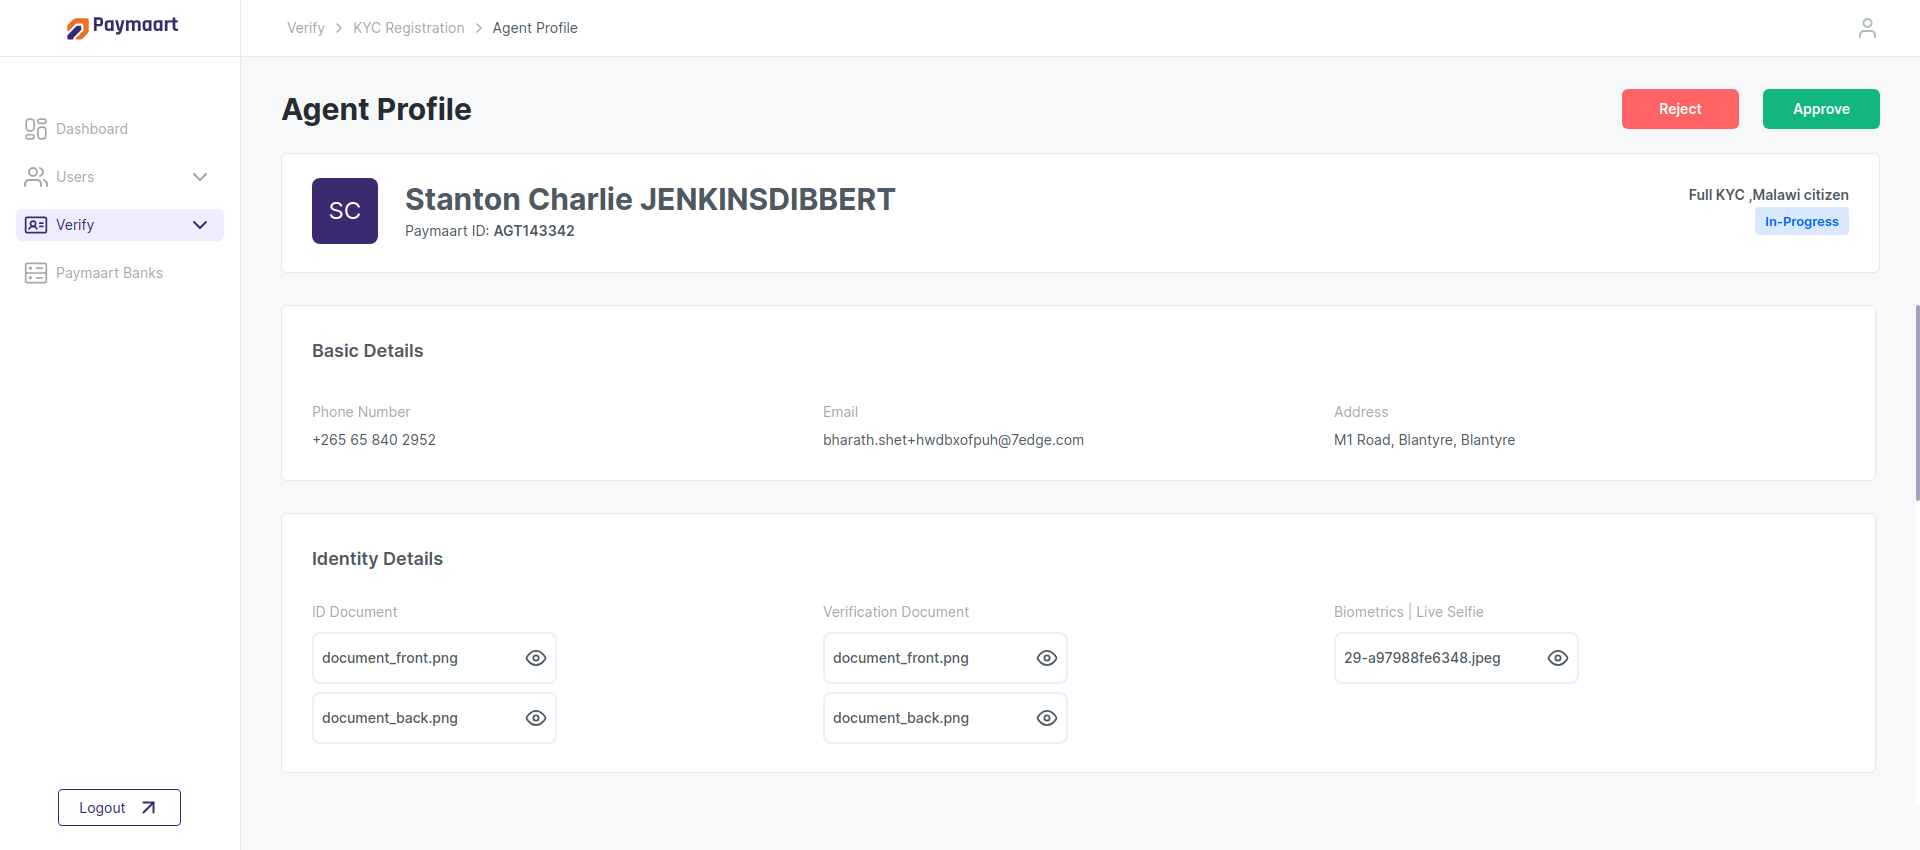 Paymaart
Verify > KYC Registration > Agent Profile
Dashboard
Users
Verify
Paymaart Banks
Logout
Agent Profile
Reject
Approve
SC
Stanton Charlie JENKINSDIBBERT
Paymaart ID: AGT143342
Full KYC ,Malawi citizen
In-Progress
Basic Details
Phone Number
+265 65 840 2952
Email
bharath.shet+hwdbxofpuh@7edge.com
Address
M1 Road, Blantyre, Blantyre
Identity Details
ID Document
document_front.png
document_back.png
Verification Document
document_front.png
document_back.png
Biometrics | Live Selfie
29-a97988fe6348.jpeg